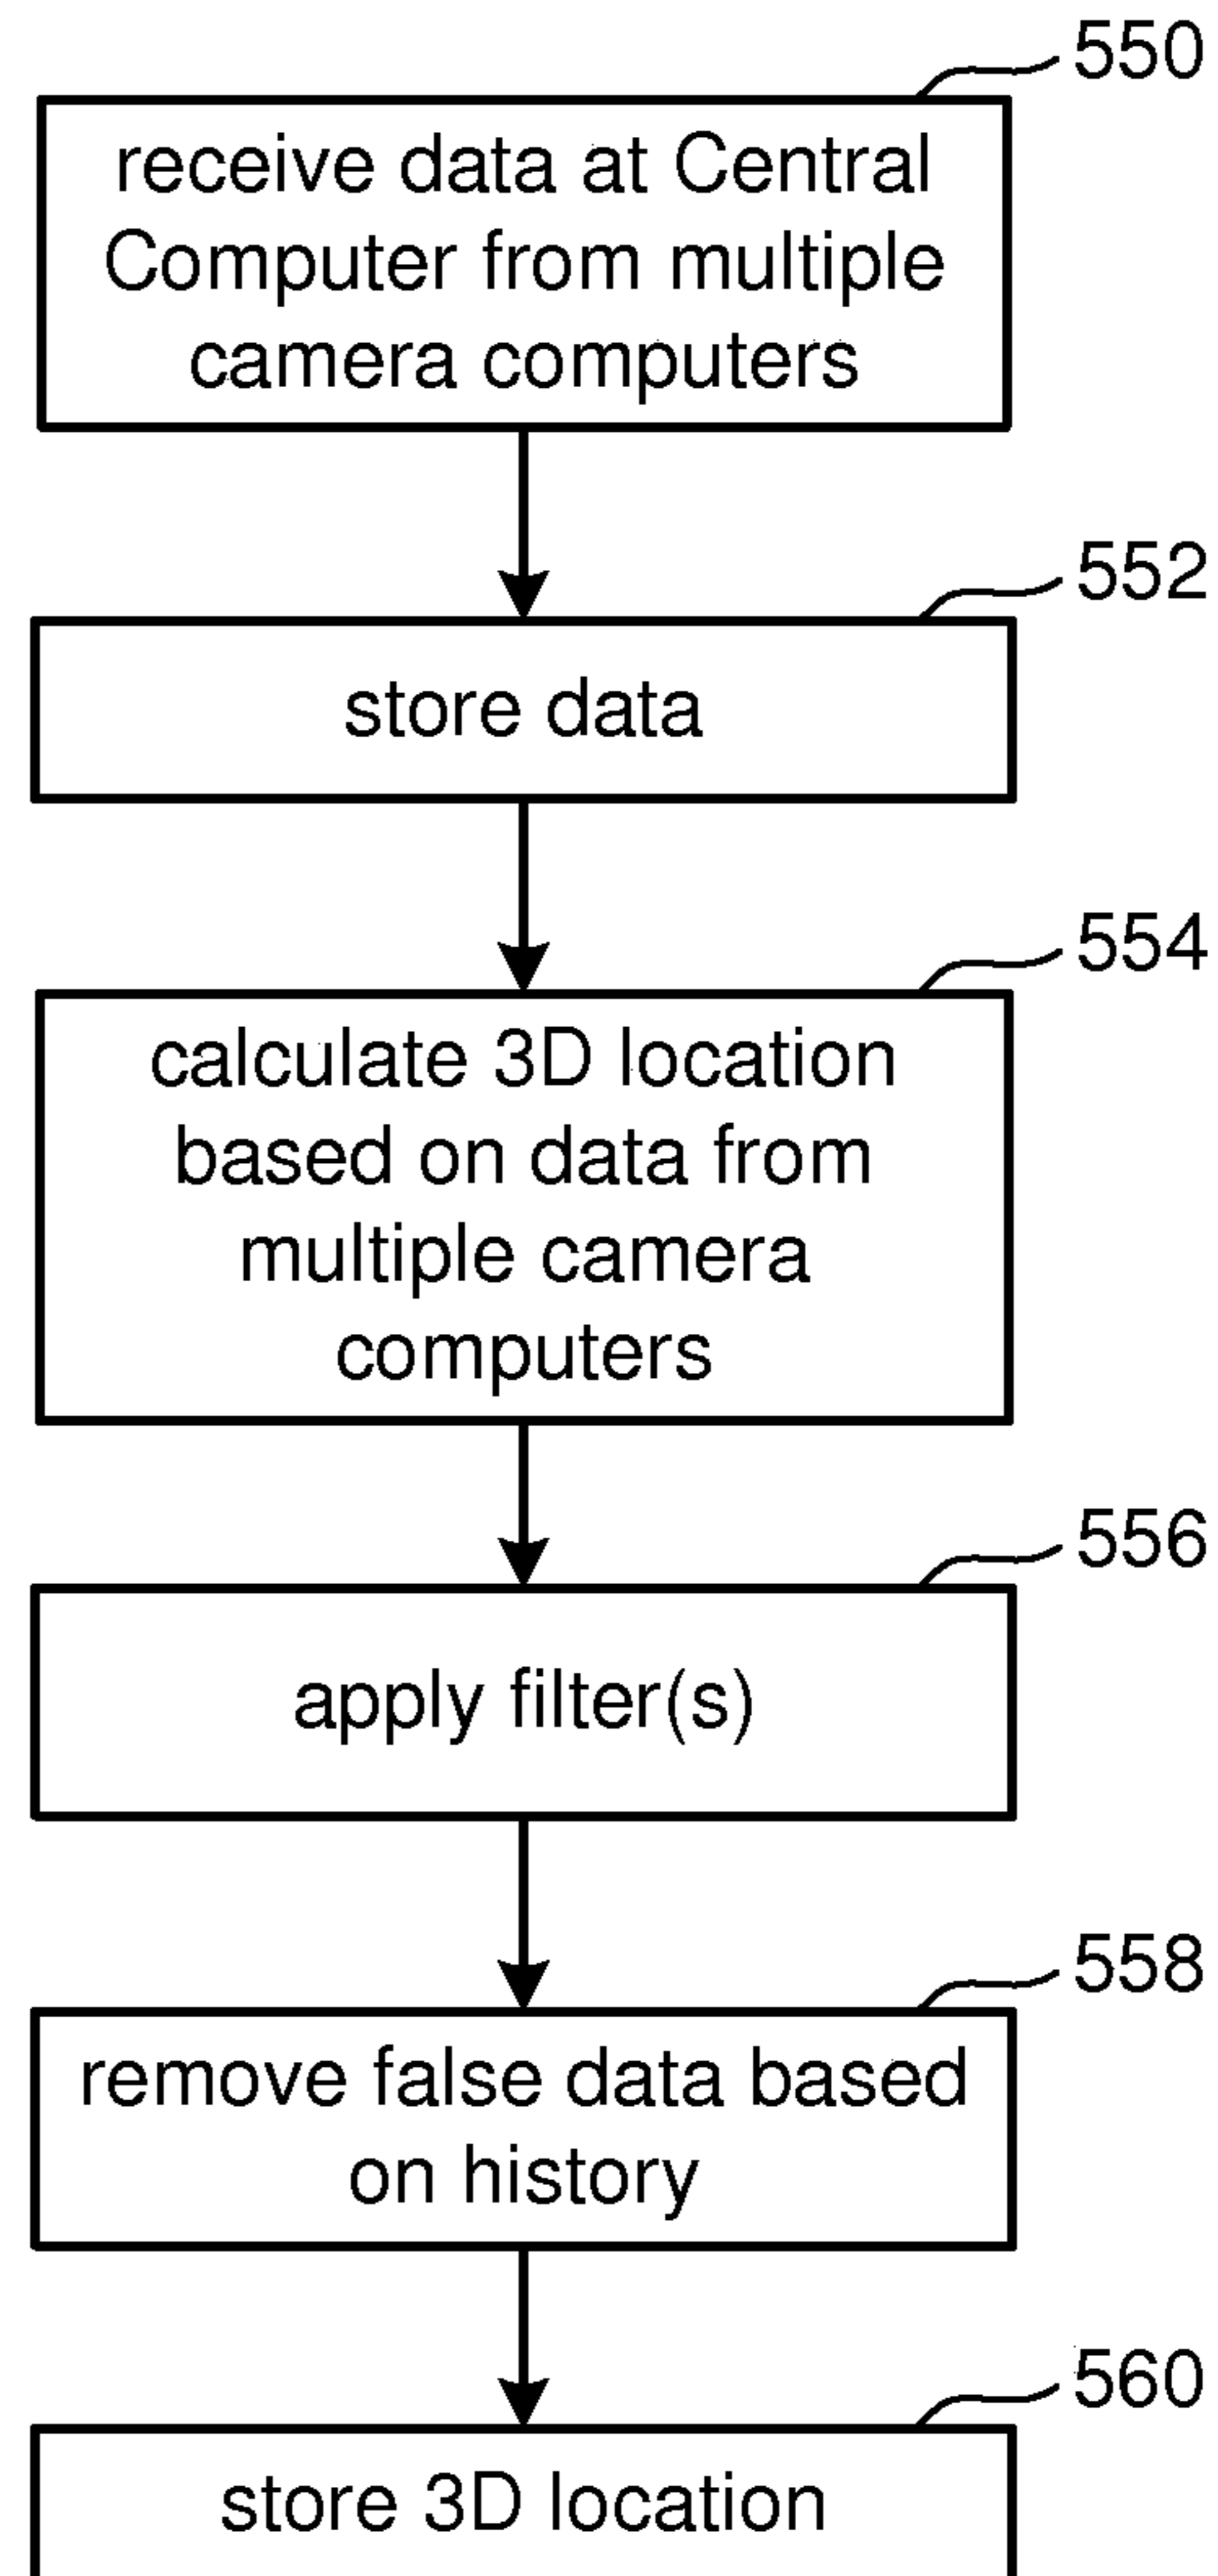 550
receive data at Central
Computer from multiple
camera computers
552
store data
554
calculate 3D location
based on data from
multiple camera
computers
556
apply filter(s)
558
remove false data based
on history
560
store 3D location